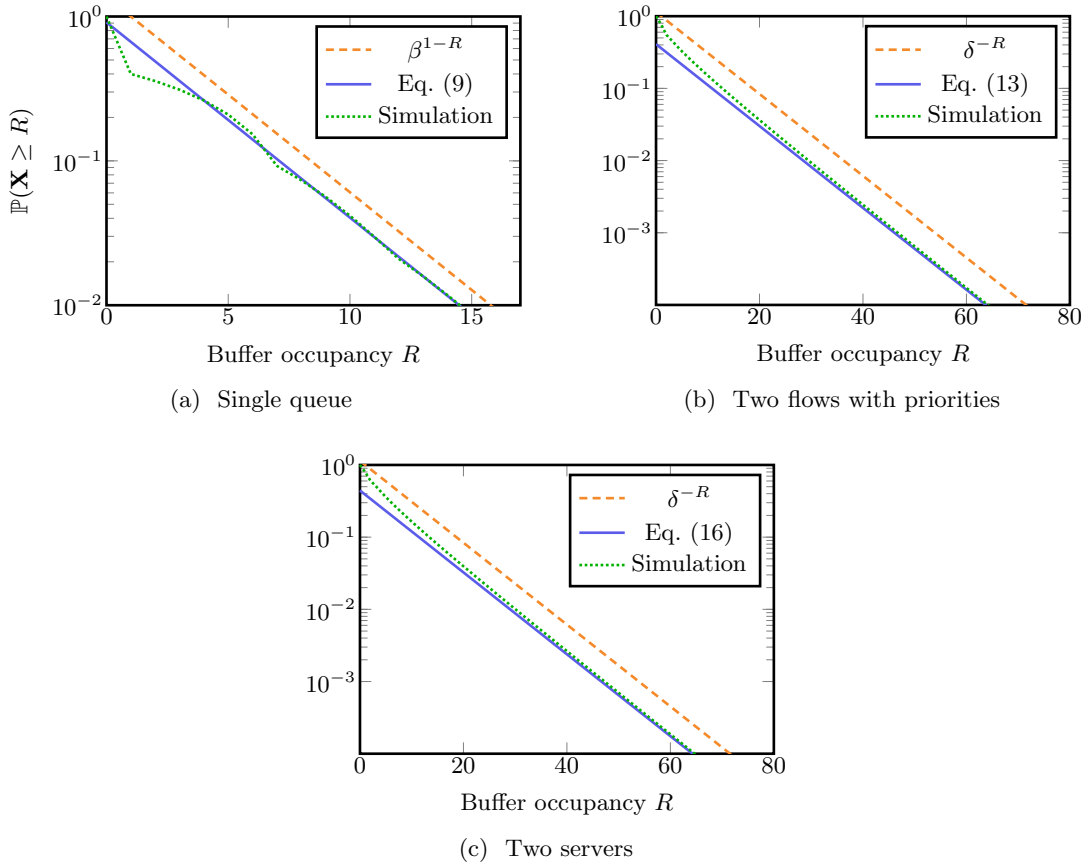 10^0
10^{-1}
10^{-2}
ℙ(𝐗 ≥ R)
β^{1−R}
Eq. (9)
Simulation
0 5 10 15
Buffer occupancy R
(a) Single queue
10^0
10^{-1}
10^{-2}
10^{-3}
δ^{−R}
Eq. (13)
Simulation
0 20 40 60 80
Buffer occupancy R
(b) Two flows with priorities
10^0
10^{-1}
10^{-2}
10^{-3}
δ^{−R}
Eq. (16)
Simulation
0 20 40 60 80
Buffer occupancy R
(c) Two servers